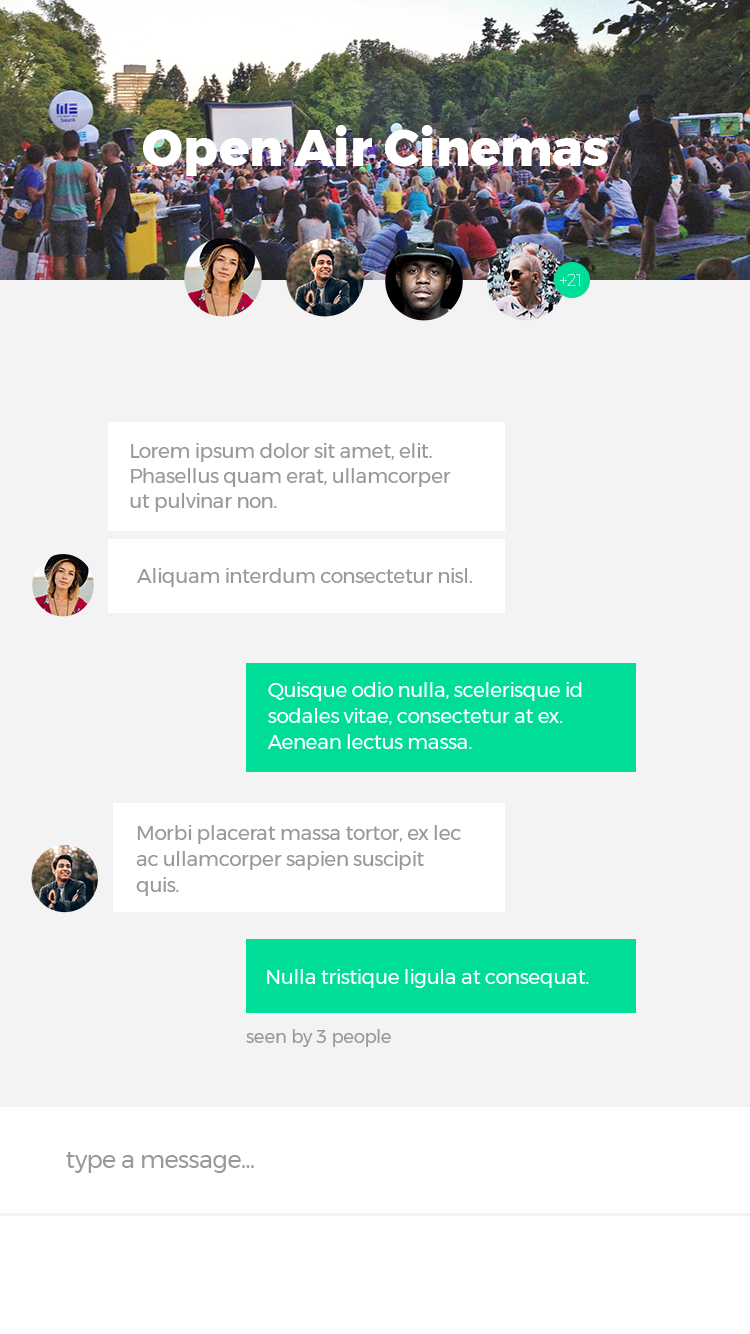 Open Air Cinemas
+21
Lorem ipsum dolor sit amet, elit.
Phasellus quam erat, ullamcorper
ut pulvinar non.
Aliquam interdum consectetur nisl.
Quisque odio nulla, scelerisque id
sodales vitae, consectetur at ex.
Aenean lectus massa.
Morbi placerat massa tortor, ex lec
ac ullamcorper sapien suscipit
quis.
Nulla tristique ligula at consequat.
seen by 3 people
type a message...